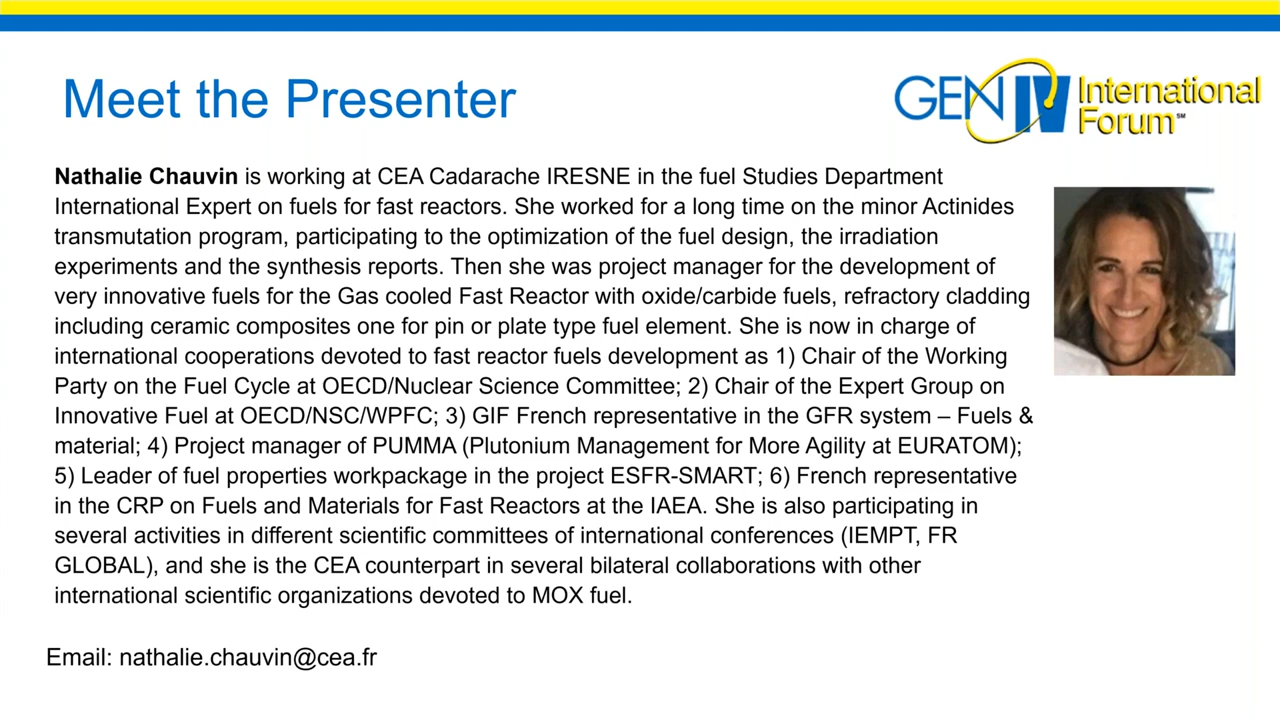 Meet the Presenter
GEN IV International
Forum℠
Nathalie Chauvin is working at CEA Cadarache IRESNE in the fuel Studies Department
International Expert on fuels for fast reactors. She worked for a long time on the minor Actinides
transmutation program, participating to the optimization of the fuel design, the irradiation
experiments and the synthesis reports. Then she was project manager for the development of
very innovative fuels for the Gas cooled Fast Reactor with oxide/carbide fuels, refractory cladding
including ceramic composites one for pin or plate type fuel element. She is now in charge of
international cooperations devoted to fast reactor fuels development as 1) Chair of the Working
Party on the Fuel Cycle at OECD/Nuclear Science Committee; 2) Chair of the Expert Group on
Innovative Fuel at OECD/NSC/WPFC; 3) GIF French representative in the GFR system – Fuels &
material; 4) Project manager of PUMMA (Plutonium Management for More Agility at EURATOM);
5) Leader of fuel properties workpackage in the project ESFR-SMART; 6) French representative
in the CRP on Fuels and Materials for Fast Reactors at the IAEA. She is also participating in
several activities in different scientific committees of international conferences (IEMPT, FR
GLOBAL), and she is the CEA counterpart in several bilateral collaborations with other
international scientific organizations devoted to MOX fuel.
Email: nathalie.chauvin@cea.fr